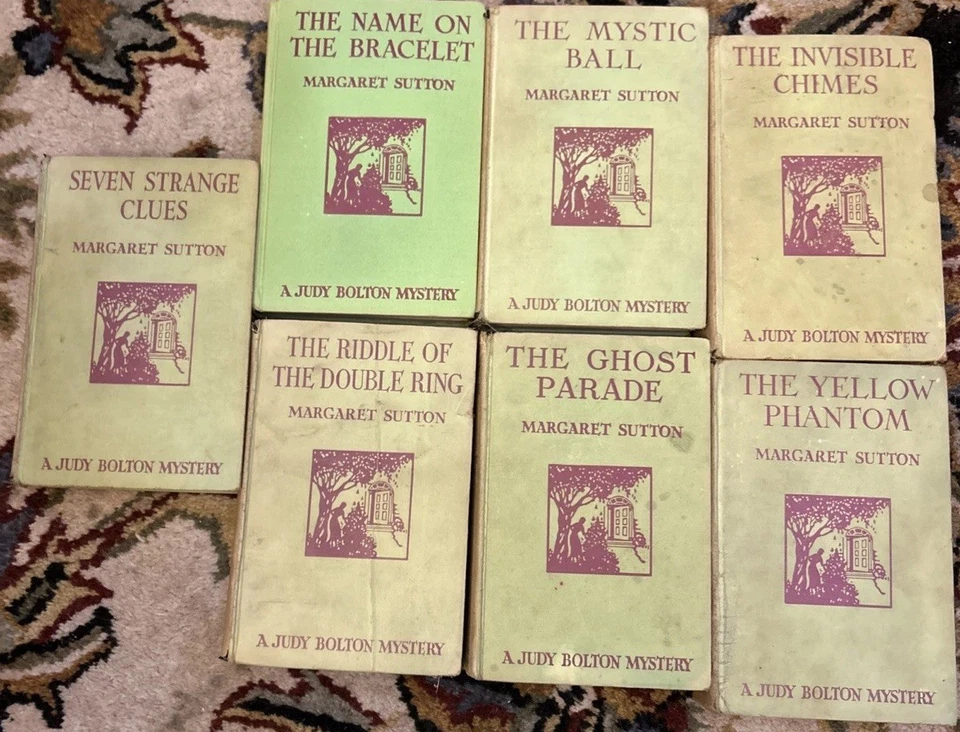 SEVEN STRANGE
CLUES
MARGARET SUTTON
A JUDY BOLTON MYSTERY
THE NAME ON
THE BRACELET
MARGARET SUTTON
A JUDY BOLTON MYSTERY
THE MYSTIC
BALL
MARGARET SUTTON
A JUDY BOLTON MYSTERY
THE INVISIBLE
CHIMES
MARGARET SUTTON
A JUDY BOLTON MYSTERY
THE RIDDLE OF
THE DOUBLE RING
MARGARET SUTTON
A JUDY BOLTON MYSTERY
THE GHOST
PARADE
MARGARET SUTTON
A JUDY BOLTON MYSTERY
THE YELLOW
PHANTOM
MARGARET SUTTON
A JUDY BOLTON MYSTERY